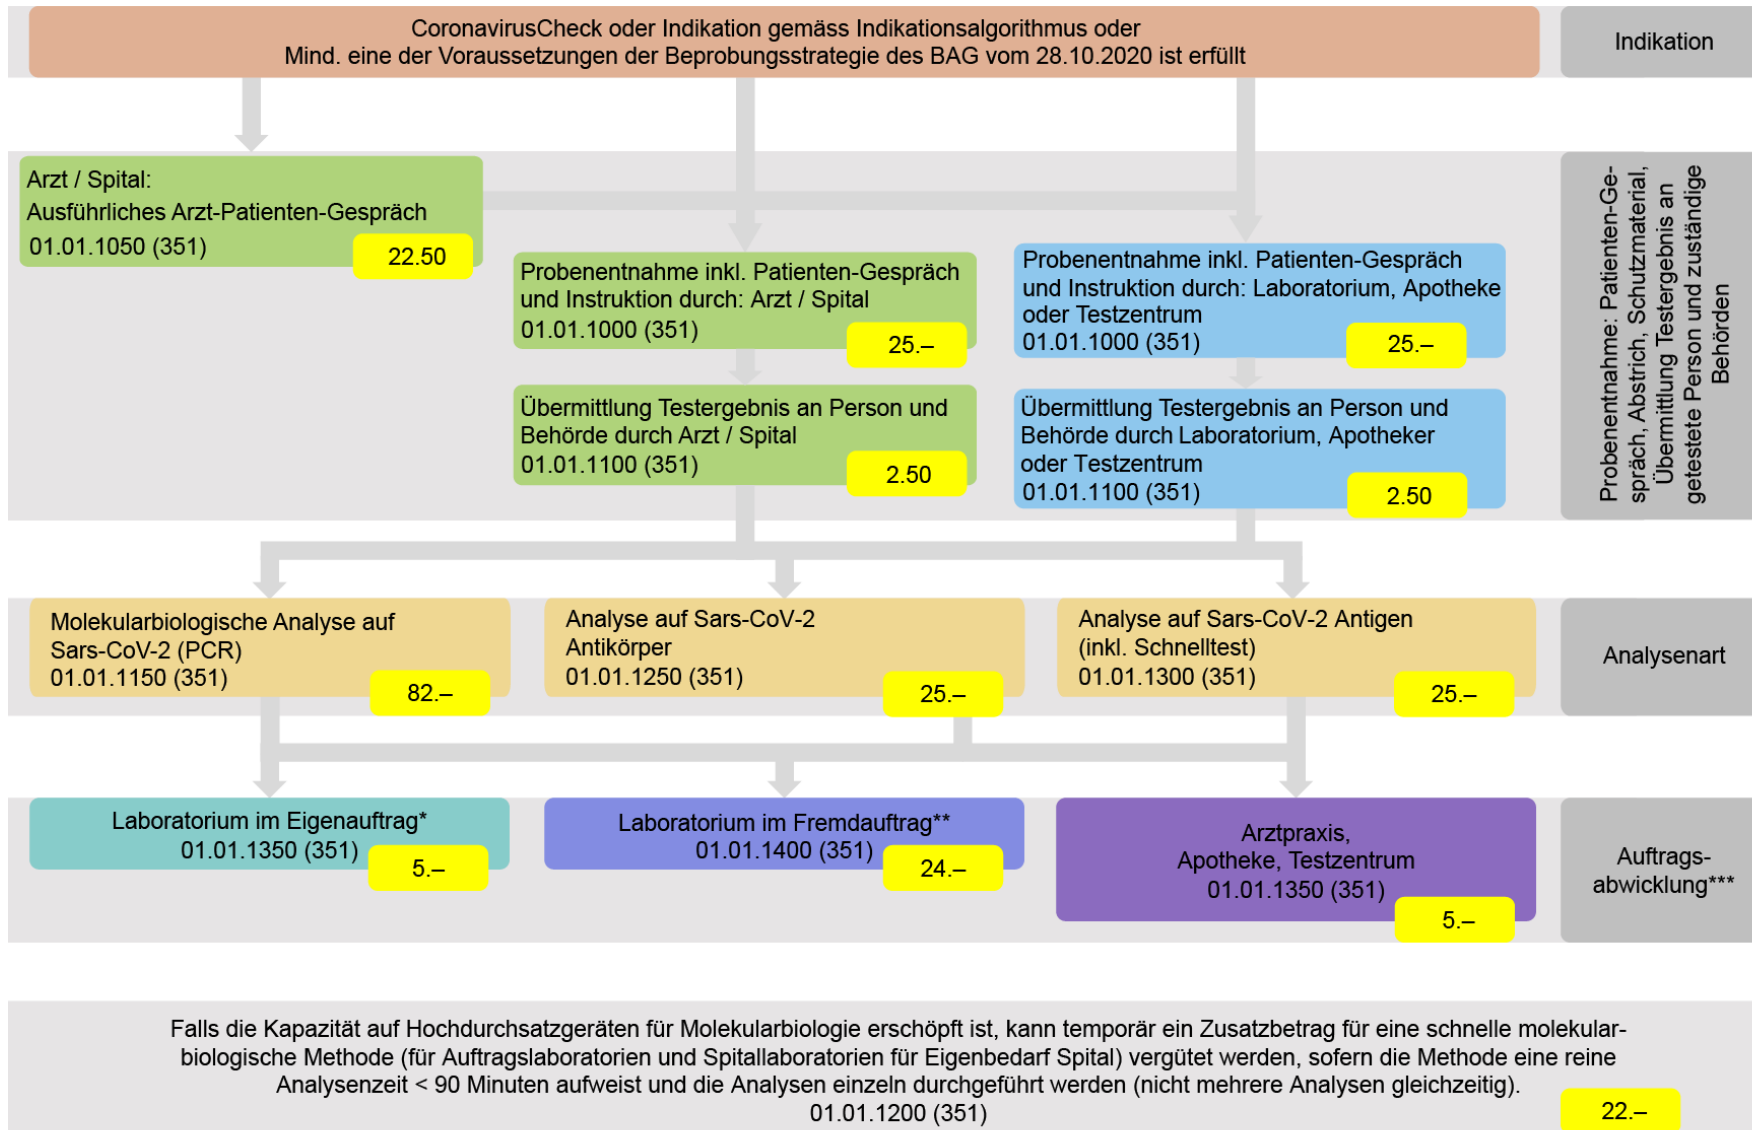 CoronavirusCheck oder Indikation gemäss Indikationsalgorithmus oder
Mind. eine der Voraussetzungen der Beprobungsstrategie des BAG vom 28.10.2020 ist erfüllt
Indikation
Arzt / Spital:
Ausführliches Arzt-Patienten-Gespräch
01.01.1050 (351)
22.50
Probenentnahme inkl. Patienten-Gespräch
und Instruktion durch: Arzt / Spital
01.01.1000 (351)
25.–
Probenentnahme inkl. Patienten-Gespräch
und Instruktion durch: Laboratorium, Apotheke
oder Testzentrum
01.01.1000 (351)
25.–
Übermittlung Testergebnis an Person und
Behörde durch Arzt / Spital
01.01.1100 (351)
2.50
Übermittlung Testergebnis an Person und
Behörde durch Laboratorium, Apotheker
oder Testzentrum
01.01.1100 (351)
2.50
Probenentnahme: Patienten-Ge-
spräch, Abstrich, Schutzmaterial,
Übermittlung Testergebnis an
getestete Person und zuständige
Behörden
Molekularbiologische Analyse auf
Sars-CoV-2 (PCR)
01.01.1150 (351)
82.–
Analyse auf Sars-CoV-2
Antikörper
01.01.1250 (351)
25.–
Analyse auf Sars-CoV-2 Antigen
(inkl. Schnelltest)
01.01.1300 (351)
25.–
Analysenart
Laboratorium im Eigenauftrag*
01.01.1350 (351)
5.–
Laboratorium im Fremdauftrag**
01.01.1400 (351)
24.–
Arztpraxis,
Apotheke, Testzentrum
01.01.1350 (351)
5.–
Auftrags-
abwicklung***
Falls die Kapazität auf Hochdurchsatzgeräten für Molekularbiologie erschöpft ist, kann temporär ein Zusatzbetrag für eine schnelle molekular-
biologische Methode (für Auftragslaboratorien und Spitallaboratorien für Eigenbedarf Spital) vergütet werden, sofern die Methode eine reine
Analysenzeit < 90 Minuten aufweist und die Analysen einzeln durchgeführt werden (nicht mehrere Analysen gleichzeitig).
01.01.1200 (351)
22.–